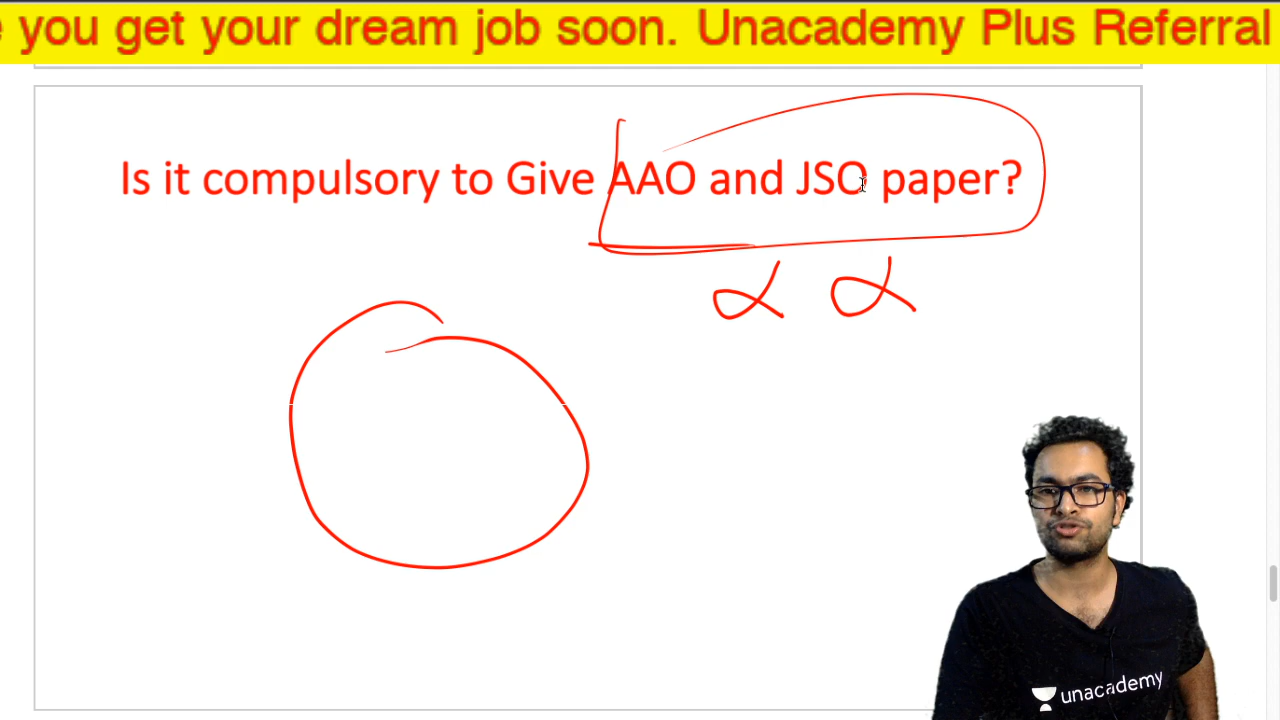 you get your dream job soon. Unacademy Plus Referral
Is it compulsory to Give AAO and JSO paper?
α α
unacademy